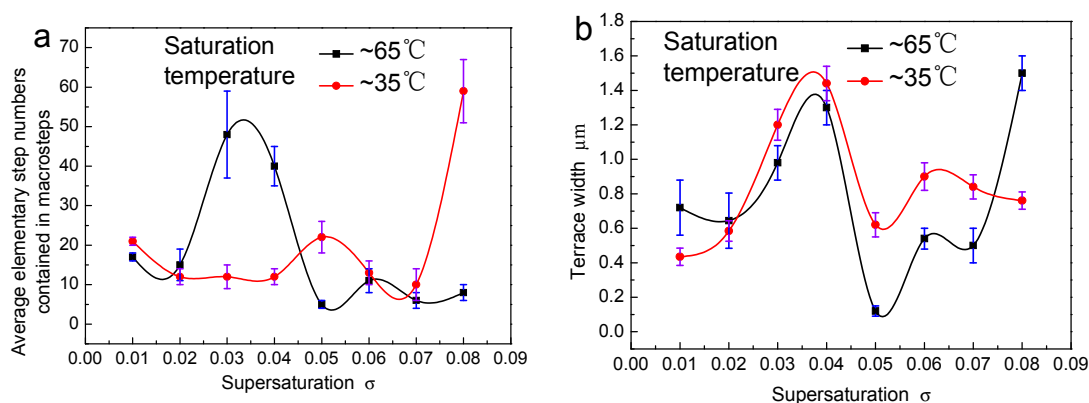 a
Saturation
temperature
~65℃
~35℃
Average elementary step numbers
contained in macrosteps
70
60
50
40
30
20
10
0
0.00 0.01 0.02 0.03 0.04 0.05 0.06 0.07 0.08 0.09
Supersaturation σ
b
Saturation
temperature
~65℃
~35℃
Terrace width μm
1.8
1.6
1.4
1.2
1.0
0.8
0.6
0.4
0.2
0.0
0.00 0.01 0.02 0.03 0.04 0.05 0.06 0.07 0.08 0.09
Supersaturation σ